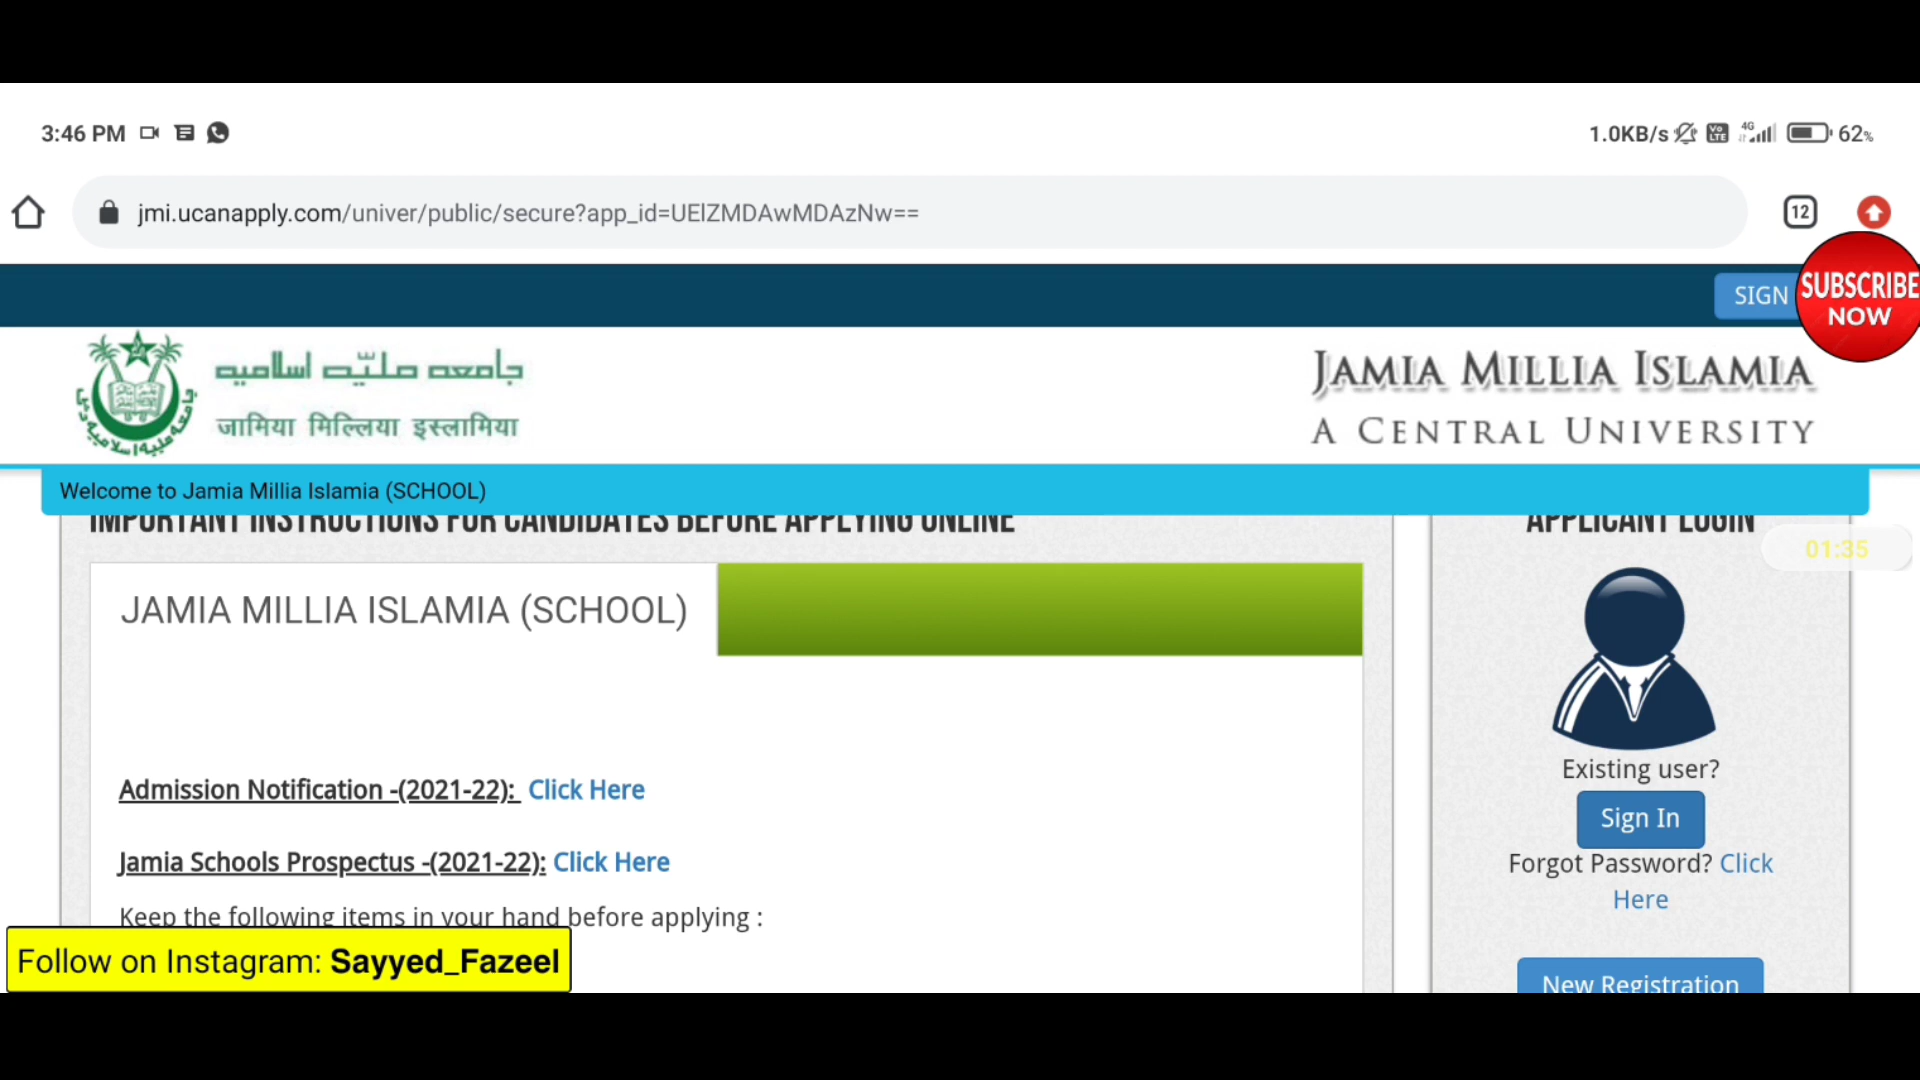 3:46 PM
1.0KB/s
Vo LTE
4G
62%
jmi.ucanapply.com/univer/public/secure?app_id=UElZMDAwMDAzNw==
12
SIGN
SUBSCRIBE
NOW
جامعه ملیّہ اسلامیہ
जामिया मिल्लिया इस्लामिया
JAMIA MILLIA ISLAMIA
A CENTRAL UNIVERSITY
Welcome to Jamia Millia Islamia (SCHOOL)
IMPORTANT INSTRUCTIONS FOR CANDIDATES BEFORE APPLYING ONLINE
APPLICANT LOGIN
01:35
JAMIA MILLIA ISLAMIA (SCHOOL)
Existing user?
Admission Notification -(2021-22): Click Here
Sign In
Jamia Schools Prospectus -(2021-22): Click Here
Forgot Password? Click
Here
Keep the following items in your hand before applying :
Follow on Instagram: Sayyed_Fazeel
New Registration